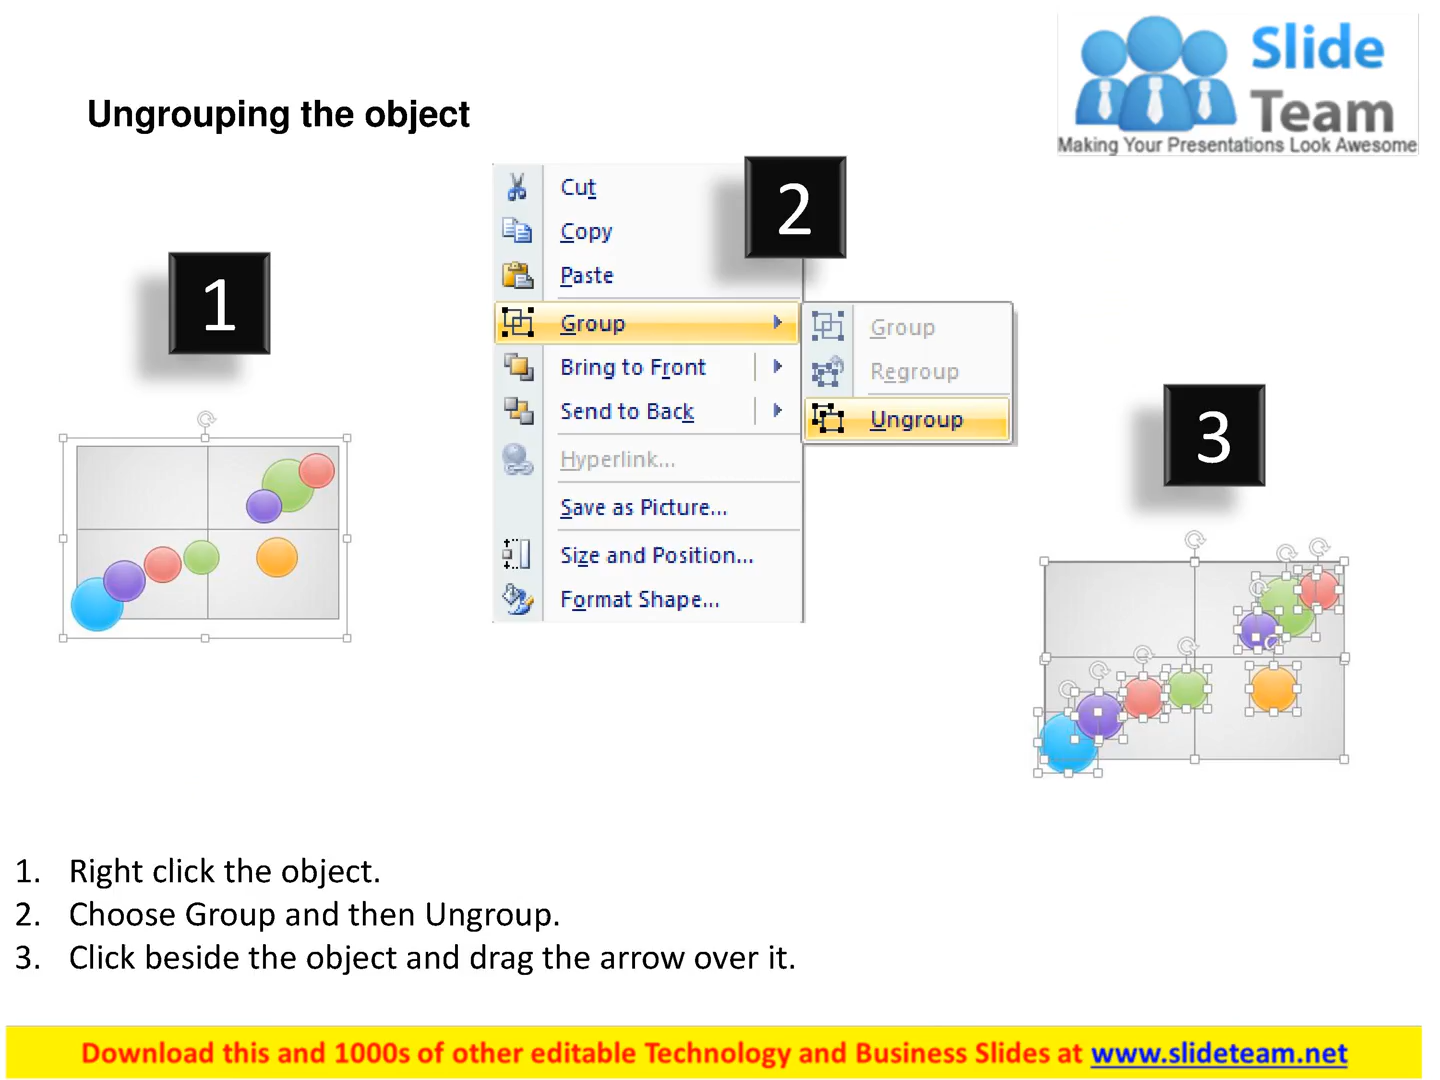 Slide
Team
Making Your Presentations Look Awesome
Ungrouping the object
1
2
3
Cut
Copy
Paste
Group
Bring to Front
Send to Back
Hyperlink...
Save as Picture...
Size and Position...
Format Shape...
Group
Regroup
Ungroup
1. Right click the object.
2. Choose Group and then Ungroup.
3. Click beside the object and drag the arrow over it.
Download this and 1000s of other editable Technology and Business Slides at www.slideteam.net